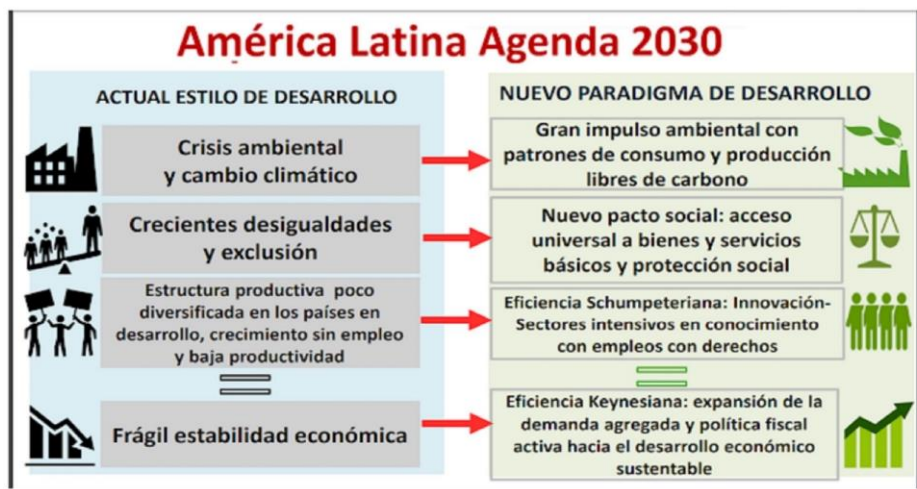 América Latina Agenda 2030
ACTUAL ESTILO DE DESARROLLO
Crisis ambiental
y cambio climático
Crecientes desigualdades
y exclusión
Estructura productiva poco
diversificada en los países en
desarrollo, crecimiento sin empleo
y baja productividad
Frágil estabilidad económica
NUEVO PARADIGMA DE DESARROLLO
Gran impulso ambiental con
patrones de consumo y producción
libres de carbono
Nuevo pacto social: acceso
universal a bienes y servicios
básicos y protección social
Eficiencia Schumpeteriana: Innovación-
Sectores intensivos en conocimiento
con empleos con derechos
Eficiencia Keynesiana: expansión de la
demanda agregada y política fiscal
activa hacia el desarrollo económico
sustentable